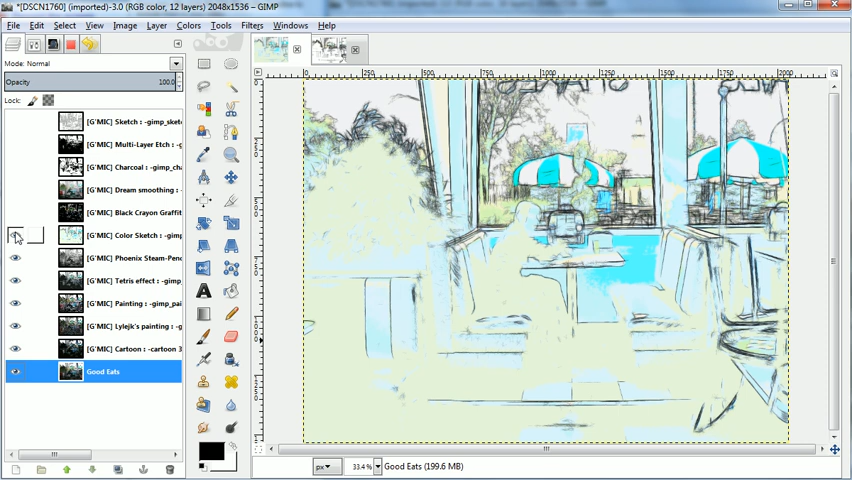 *[DSCN1760] (imported)-3.0 (RGB color, 12 layers) 2048x1536 – GIMP
File Edit Select View Image Layer Colors Tools Filters Windows Help
Mode: Normal
Opacity 100.0
Lock:
[G'MIC] Sketch : -gimp_sket
[G'MIC] Multi-Layer Etch : -
[G'MIC] Charcoal : -gimp_cha
[G'MIC] Dream smoothing :
[G'MIC] Black Crayon Graffit
[G'MIC] Color Sketch : -gimp
[G'MIC] Phoenix Steam-Pen
[G'MIC] Tetris effect : -gimp_
[G'MIC] Painting : -gimp_pai
[G'MIC] Lylejk's painting : -g
[G'MIC] Cartoon : -cartoon 3
Good Eats
0 250 500 750 1000 1250 1500 1750 2000
px 33.4% Good Eats (199.6 MB)